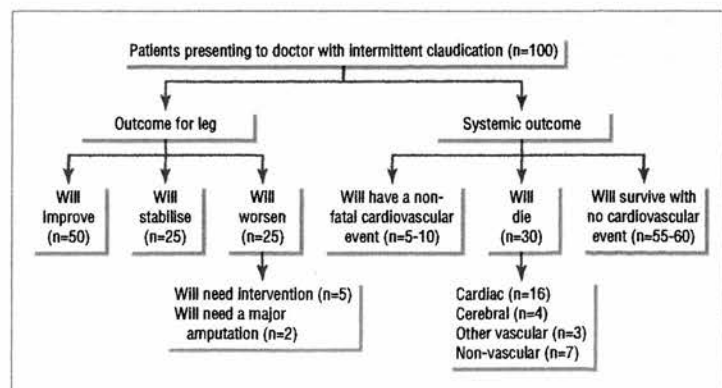 Patients presenting to doctor with intermittent claudication (n=100)
Outcome for leg
Systemic outcome
Will
improve
(n=50)
Will
stabilise
(n=25)
Will
worsen
(n=25)
Will have a non-
fatal cardiovascular
event (n=5-10)
Will
die
(n=30)
Will survive with
no cardiovascular
event (n=55-60)
Will need intervention (n=5)
Will need a major
amputation (n=2)
Cardiac (n=16)
Cerebral (n=4)
Other vascular (n=3)
Non-vascular (n=7)